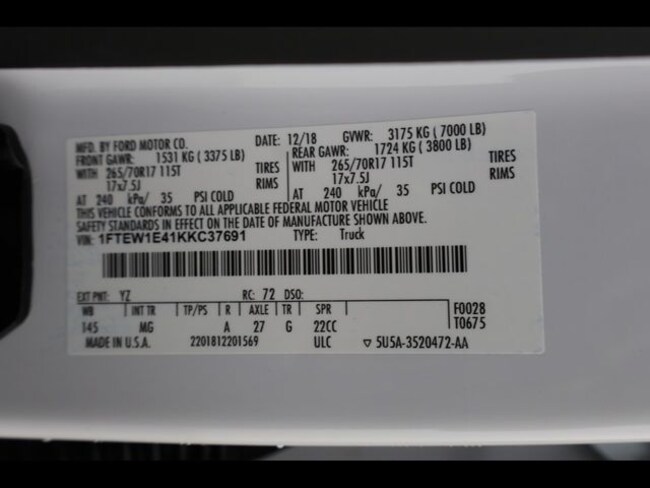 MFD. BY FORD MOTOR CO. DATE: 12/18 GVWR: 3175 KG ( 7000 LB)
FRONT GAWR: 1531 KG ( 3375 LB) REAR GAWR: 1724 KG ( 3800 LB)
WITH 265/70R17 115T TIRES WITH 265/70R17 115T TIRES
17x7.5J RIMS 17x7.5J RIMS
AT 240 kPa/ 35 PSI COLD AT 240 kPa/ 35 PSI COLD
THIS VEHICLE CONFORMS TO ALL APPLICABLE FEDERAL MOTOR VEHICLE
SAFETY STANDARDS IN EFFECT ON THE DATE OF MANUFACTURE SHOWN ABOVE.
VIN: 1FTEW1E41KKC37691 TYPE: Truck
EXT PNT: YZ RC: 72 DSO:
WB INT TR TP/PS R AXLE TR SPR F0028
145 MG A 27 G 22CC T0675
MADE IN U.S.A. 2201812201569 ULC ▽ 5U5A-3520472-AA